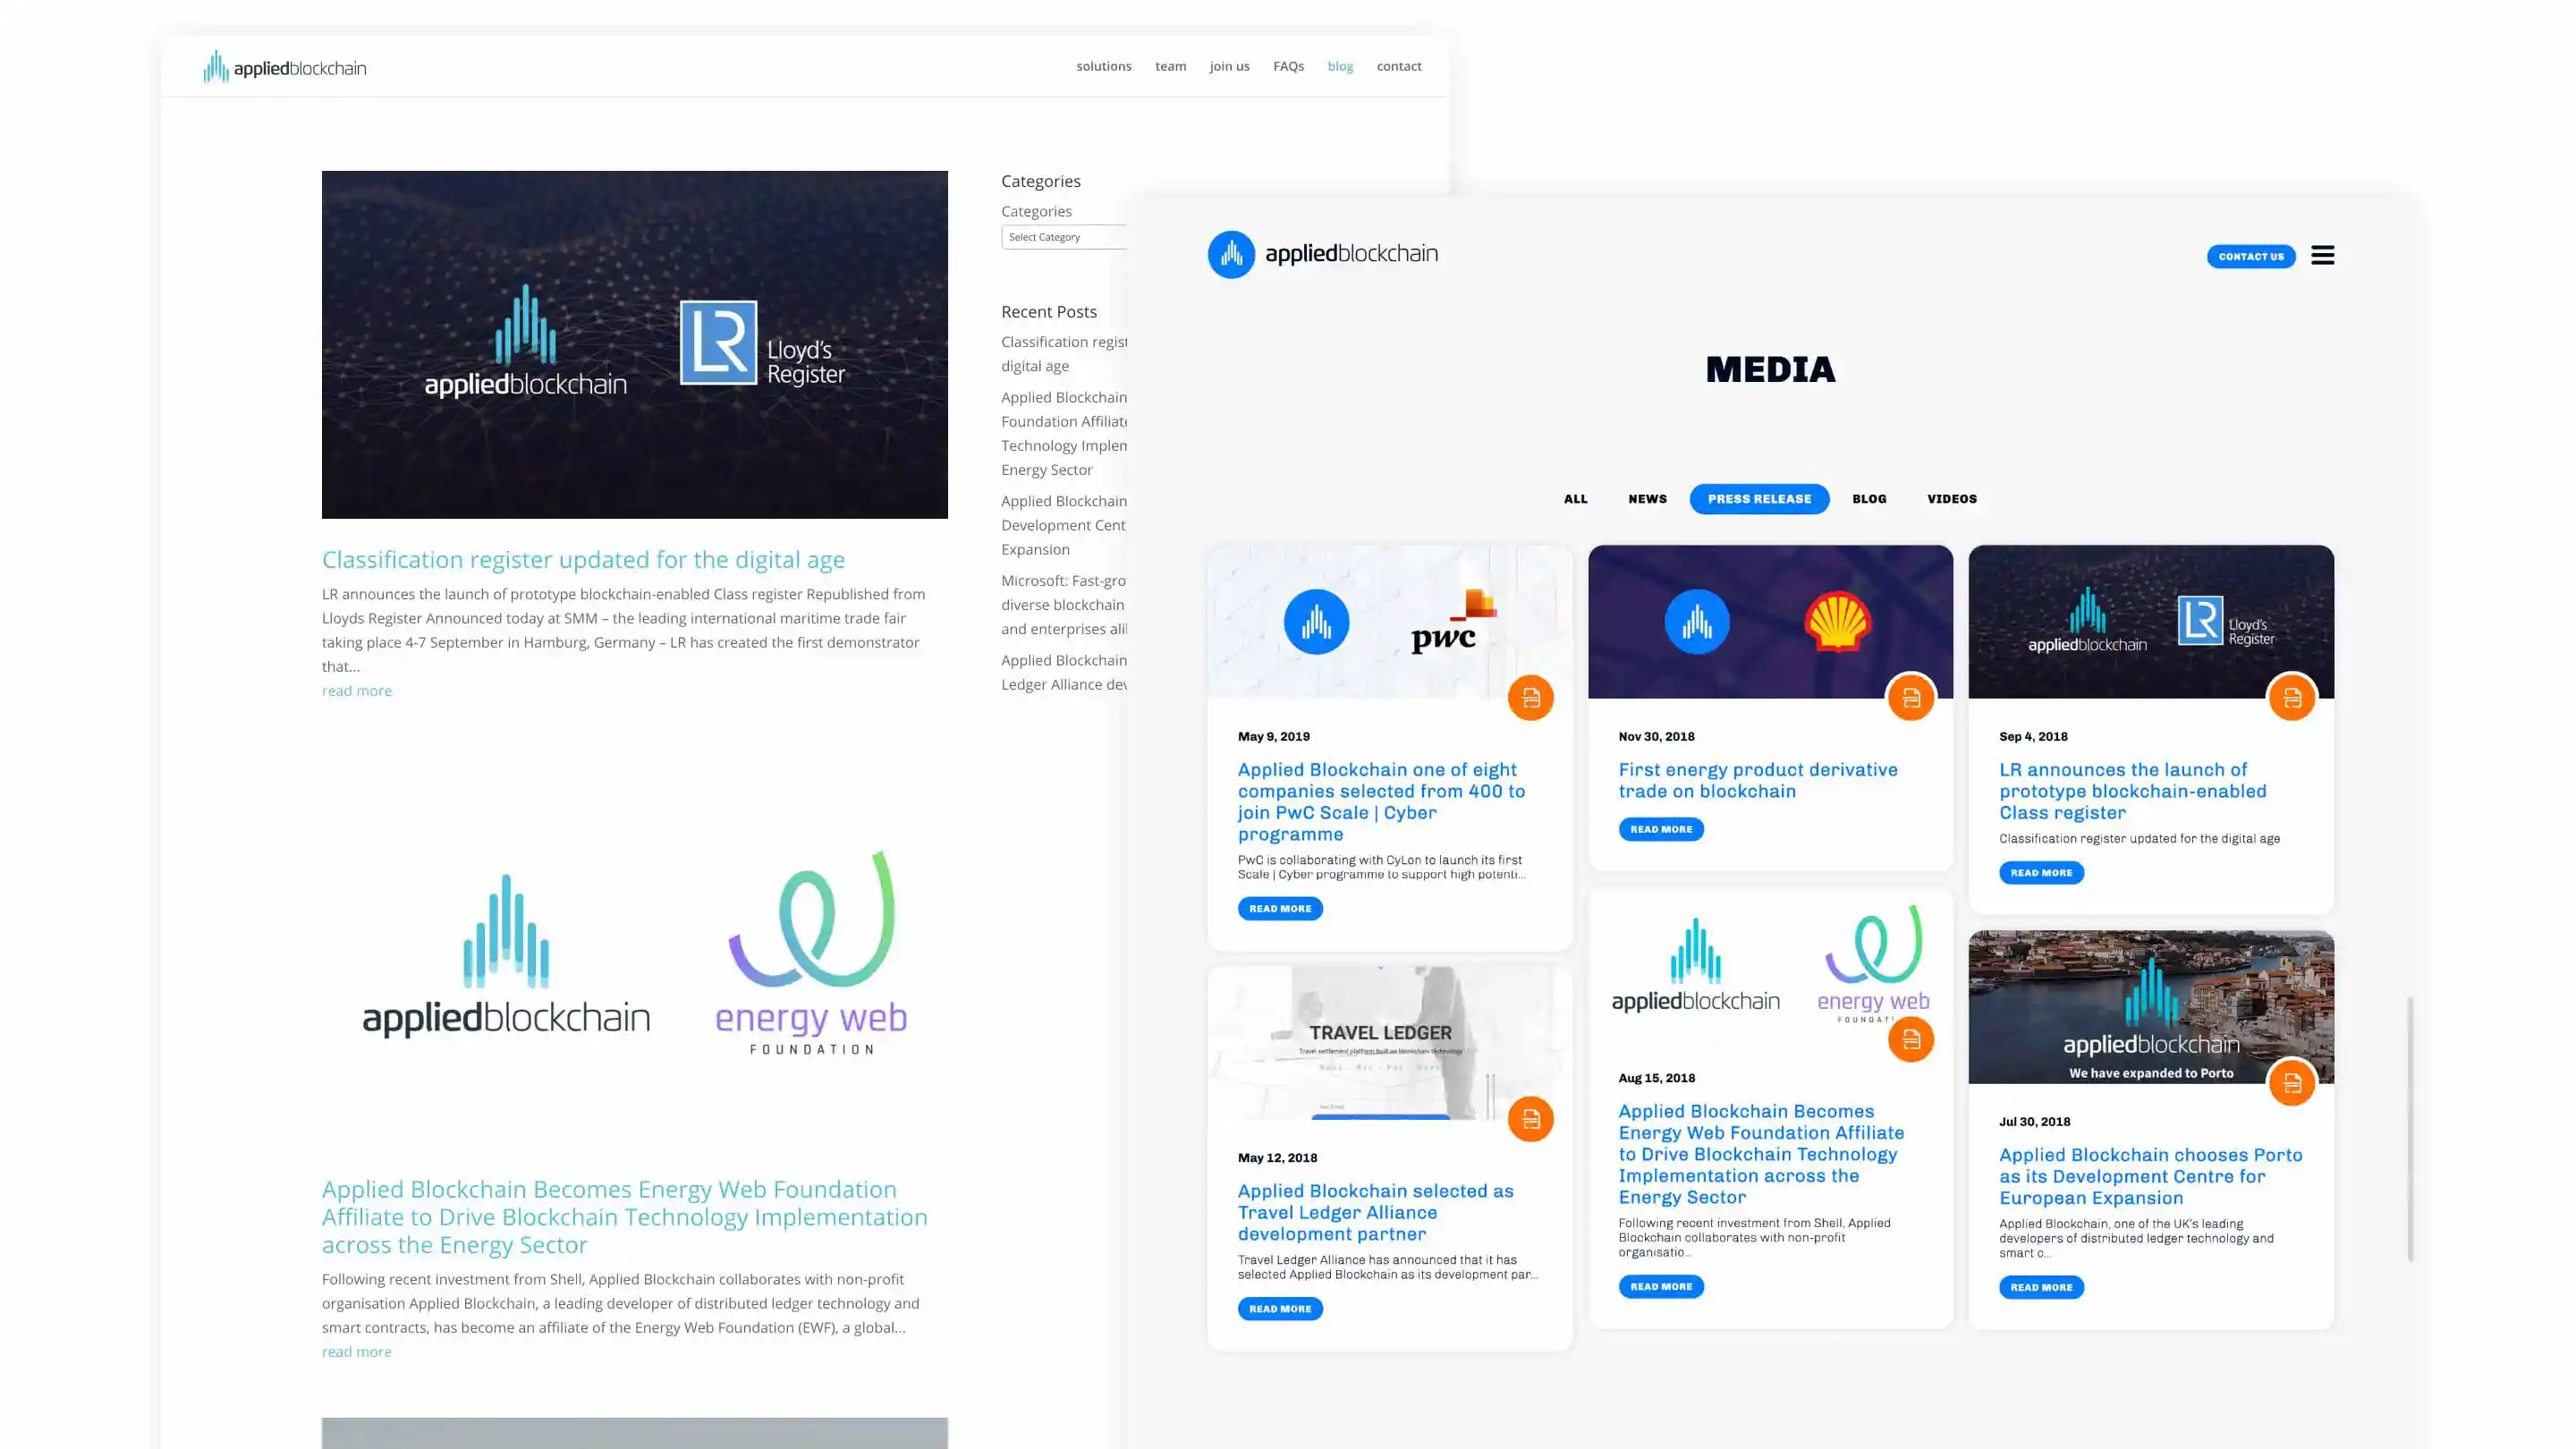 appliedblockchain
solutions team join us FAQs blog contact
appliedblockchain
LR
Lloyd's
Register
Classification register updated for the digital age
LR announces the launch of prototype blockchain-enabled Class register Republished from
Lloyds Register Announced today at SMM – the leading international maritime trade fair
taking place 4-7 September in Hamburg, Germany – LR has created the first demonstrator
that...
read more
appliedblockchain
energy web
FOUNDATION
Applied Blockchain Becomes Energy Web Foundation
Affiliate to Drive Blockchain Technology Implementation
across the Energy Sector
Following recent investment from Shell, Applied Blockchain collaborates with non-profit
organisation Applied Blockchain, a leading developer of distributed ledger technology and
smart contracts, has become an affiliate of the Energy Web Foundation (EWF), a global...
read more
Categories
Categories
Select Category
Recent Posts
Classification regist
digital age
Applied Blockchain
Foundation Affiliate
Technology Implem
Energy Sector
Applied Blockchain
Development Cent
Expansion
Microsoft: Fast-gro
diverse blockchain
and enterprises ali
Applied Blockchain
Ledger Alliance dev
appliedblockchain
CONTACT US
MEDIA
ALL NEWS PRESS RELEASE BLOG VIDEOS
pwc
May 9, 2019
Applied Blockchain one of eight
companies selected from 400 to
join PwC Scale | Cyber
programme
PwC is collaborating with CyLon to launch its first
Scale | Cyber programme to support high potenti...
READ MORE
Nov 30, 2018
First energy product derivative
trade on blockchain
READ MORE
appliedblockchain
LR
Lloyd's
Register
Sep 4, 2018
LR announces the launch of
prototype blockchain-enabled
Class register
Classification register updated for the digital age
READ MORE
TRAVEL LEDGER
Travel settlement platform built on blockchain technology
May 12, 2018
Applied Blockchain selected as
Travel Ledger Alliance
development partner
Travel Ledger Alliance has announced that it has
selected Applied Blockchain as its development par...
READ MORE
appliedblockchain
energy web
FOUNDATI
Aug 15, 2018
Applied Blockchain Becomes
Energy Web Foundation Affiliate
to Drive Blockchain Technology
Implementation across the
Energy Sector
Following recent investment from Shell, Applied
Blockchain collaborates with non-profit
organisatio...
READ MORE
appliedblockchain
We have expanded to Porto
Jul 30, 2018
Applied Blockchain chooses Porto
as its Development Centre for
European Expansion
Applied Blockchain, one of the UK's leading
developers of distributed ledger technology and
smart o...
READ MORE